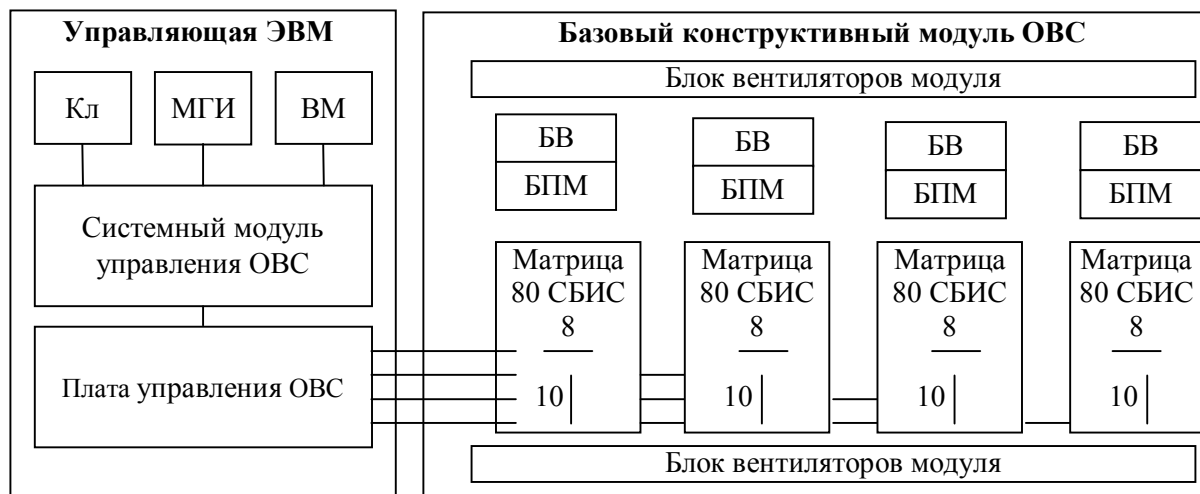 Управляющая ЭВМ
Кл
МГИ
ВМ
Системный модуль
управления ОВС
Плата управления ОВС
Базовый конструктивный модуль ОВС
Блок вентиляторов модуля
БВ
БПМ
БВ
БПМ
БВ
БПМ
БВ
БПМ
Матрица
80 СБИС
8
10
Матрица
80 СБИС
8
10
Матрица
80 СБИС
8
10
Матрица
80 СБИС
8
10
Блок вентиляторов модуля